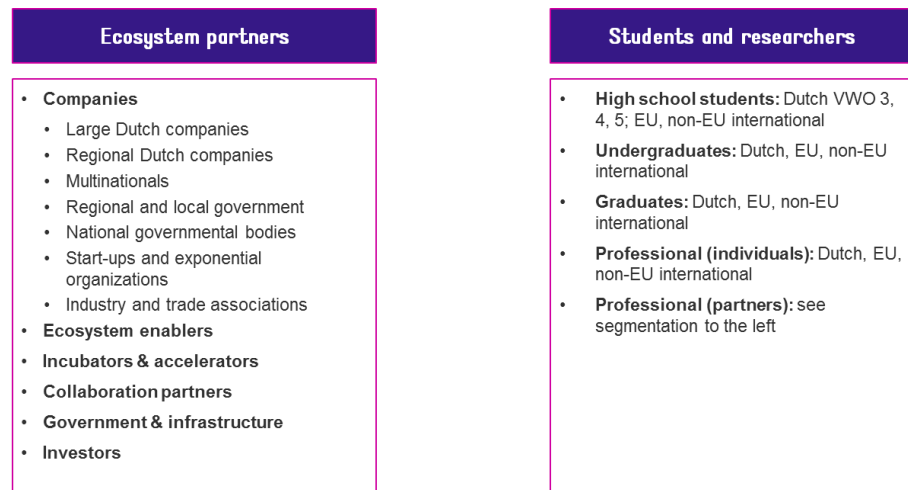 Ecosystem partners
• Companies
• Large Dutch companies
• Regional Dutch companies
• Multinationals
• Regional and local government
• National governmental bodies
• Start-ups and exponential
organizations
• Industry and trade associations
• Ecosystem enablers
• Incubators & accelerators
• Collaboration partners
• Government & infrastructure
• Investors
Students and researchers
• High school students: Dutch VWO 3,
4, 5; EU, non-EU international
• Undergraduates: Dutch, EU, non-EU
international
• Graduates: Dutch, EU, non-EU
international
• Professional (individuals): Dutch, EU,
non-EU international
• Professional (partners): see
segmentation to the left